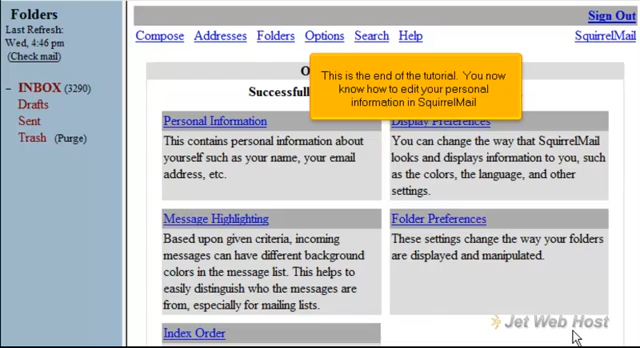 Folders
Last Refresh:
Wed, 4:46 pm
(Check mail)
– INBOX (3290)
Drafts
Sent
Trash (Purge)
Sign Out
Compose Addresses Folders Options Search Help SquirrelMail
This is the end of the tutorial. You now
know how to edit your personal
information in SquirrelMail
Personal Information
This contains personal information about
yourself such as your name, your email
address, etc.
Display Preferences
You can change the way that SquirrelMail
looks and displays information to you, such
as the colors, the language, and other
settings.
Message Highlighting
Based upon given criteria, incoming
messages can have different background
colors in the message list. This helps to
easily distinguish who the messages are
from, especially for mailing lists.
Folder Preferences
These settings change the way your folders
are displayed and manipulated.
Index Order
Jet Web Host